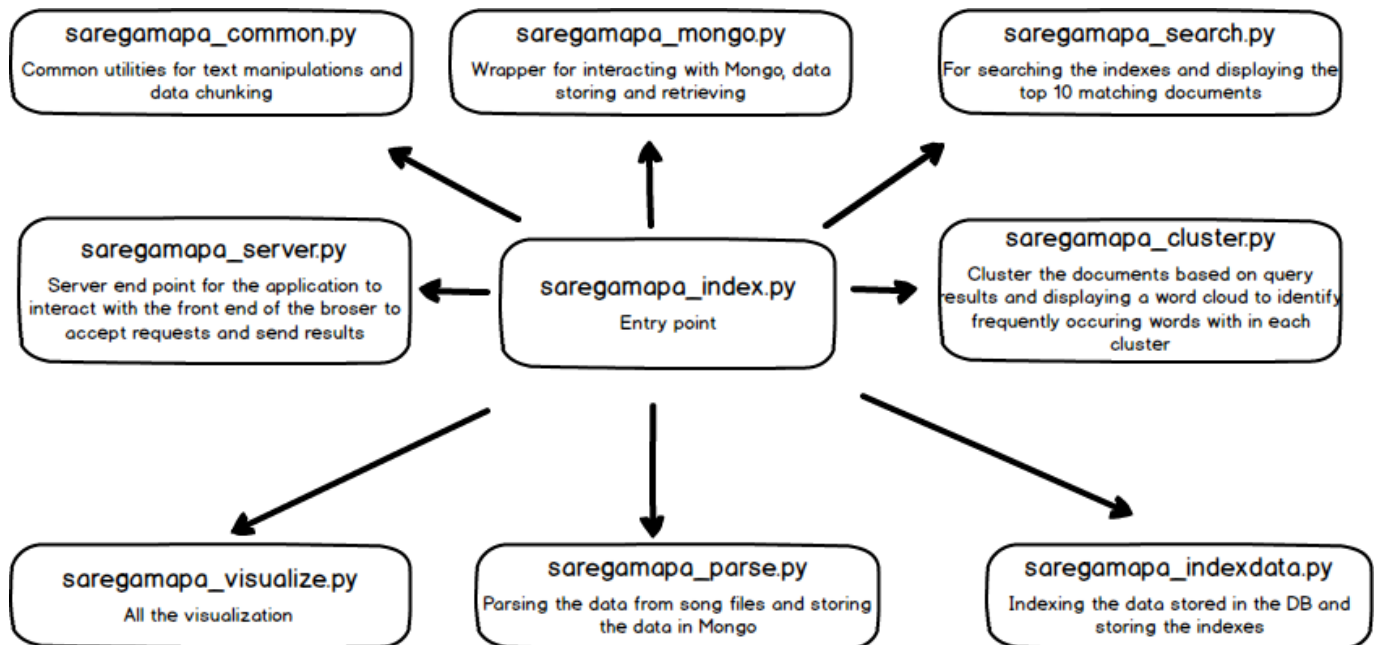 saregamapa_common.py
Common utilities for text manipulations and
data chunking
saregamapa_mongo.py
Wrapper for interacting with Mongo, data
storing and retrieving
saregamapa_search.py
For searching the indexes and displaying the
top 10 matching documents
saregamapa_server.py
Server end point for the application to
interact with the front end of the broser to
accept requests and send results
saregamapa_index.py
Entry point
saregamapa_cluster.py
Cluster the documents based on query
results and displaying a word cloud to identify
frequently occuring words with in each
cluster
saregamapa_visualize.py
All the visualization
saregamapa_parse.py
Parsing the data from song files and storing
the data in Mongo
saregamapa_indexdata.py
Indexing the data stored in the DB and
storing the indexes